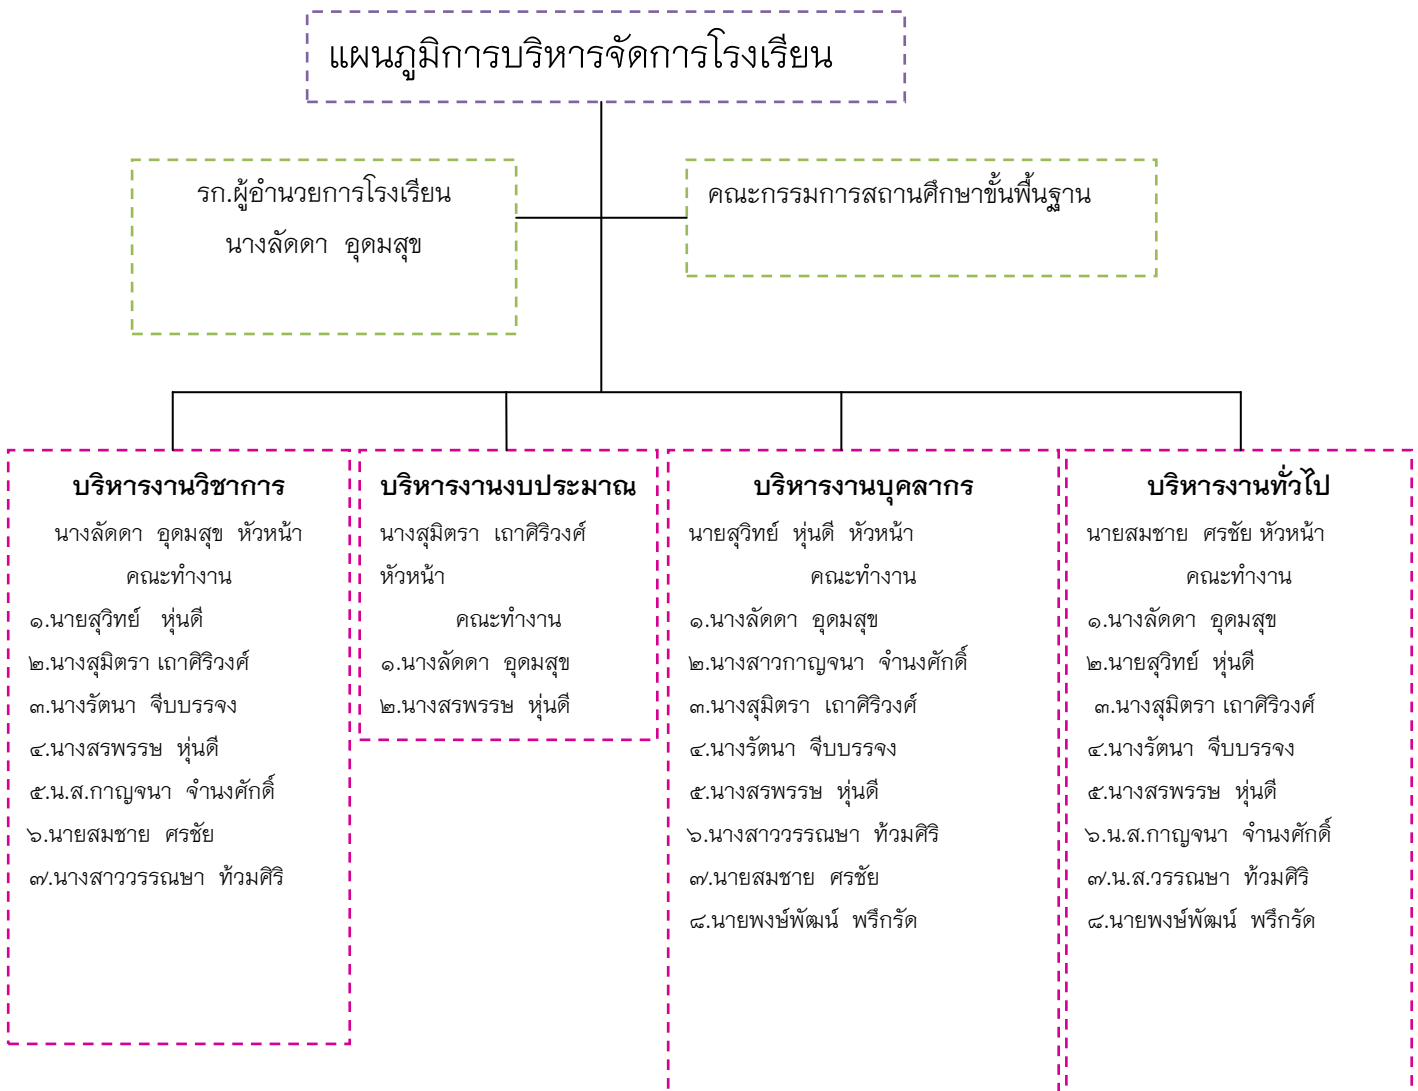 แผนภูมิการบริหารจัดการโรงเรียน
รก.ผู้อำนวยการโรงเรียน
นางลัดดา อุดมสุข
คณะกรรมการสถานศึกษาขั้นพื้นฐาน
บริหารงานวิชาการ
นางลัดดา อุดมสุข หัวหน้า
คณะทำงาน
๑.นายสุวิทย์ หุ่นดี
๒.นางสุมิตรา เถาศิริวงศ์
๓.นางรัตนา จีบบรรจง
๔.นางสรพรรษ หุ่นดี
๕.น.ส.กาญจนา จำนงศักดิ์
๖.นายสมชาย ศรชัย
๗.นางสาววรรณษา ท้วมศิริ
บริหารงานงบประมาณ
นางสุมิตรา เถาศิริวงศ์
หัวหน้า
คณะทำงาน
๑.นางลัดดา อุดมสุข
๒.นางสรพรรษ หุ่นดี
บริหารงานบุคลากร
นายสุวิทย์ หุ่นดี หัวหน้า
คณะทำงาน
๑.นางลัดดา อุดมสุข
๒.นางสาวกาญจนา จำนงศักดิ์
๓.นางสุมิตรา เถาศิริวงศ์
๔.นางรัตนา จีบบรรจง
๕.นางสรพรรษ หุ่นดี
๖.นางสาววรรณษา ท้วมศิริ
๗.นายสมชาย ศรชัย
๘.นายพงษ์พัฒน์ พรึกรัด
บริหารงานทั่วไป
นายสมชาย ศรชัย หัวหน้า
คณะทำงาน
๑.นางลัดดา อุดมสุข
๒.นายสุวิทย์ หุ่นดี
๓.นางสุมิตรา เถาศิริวงศ์
๔.นางรัตนา จีบบรรจง
๕.นางสรพรรษ หุ่นดี
๖.น.ส.กาญจนา จำนงศักดิ์
๗.น.ส.วรรณษา ท้วมศิริ
๘.นายพงษ์พัฒน์ พรึกรัด